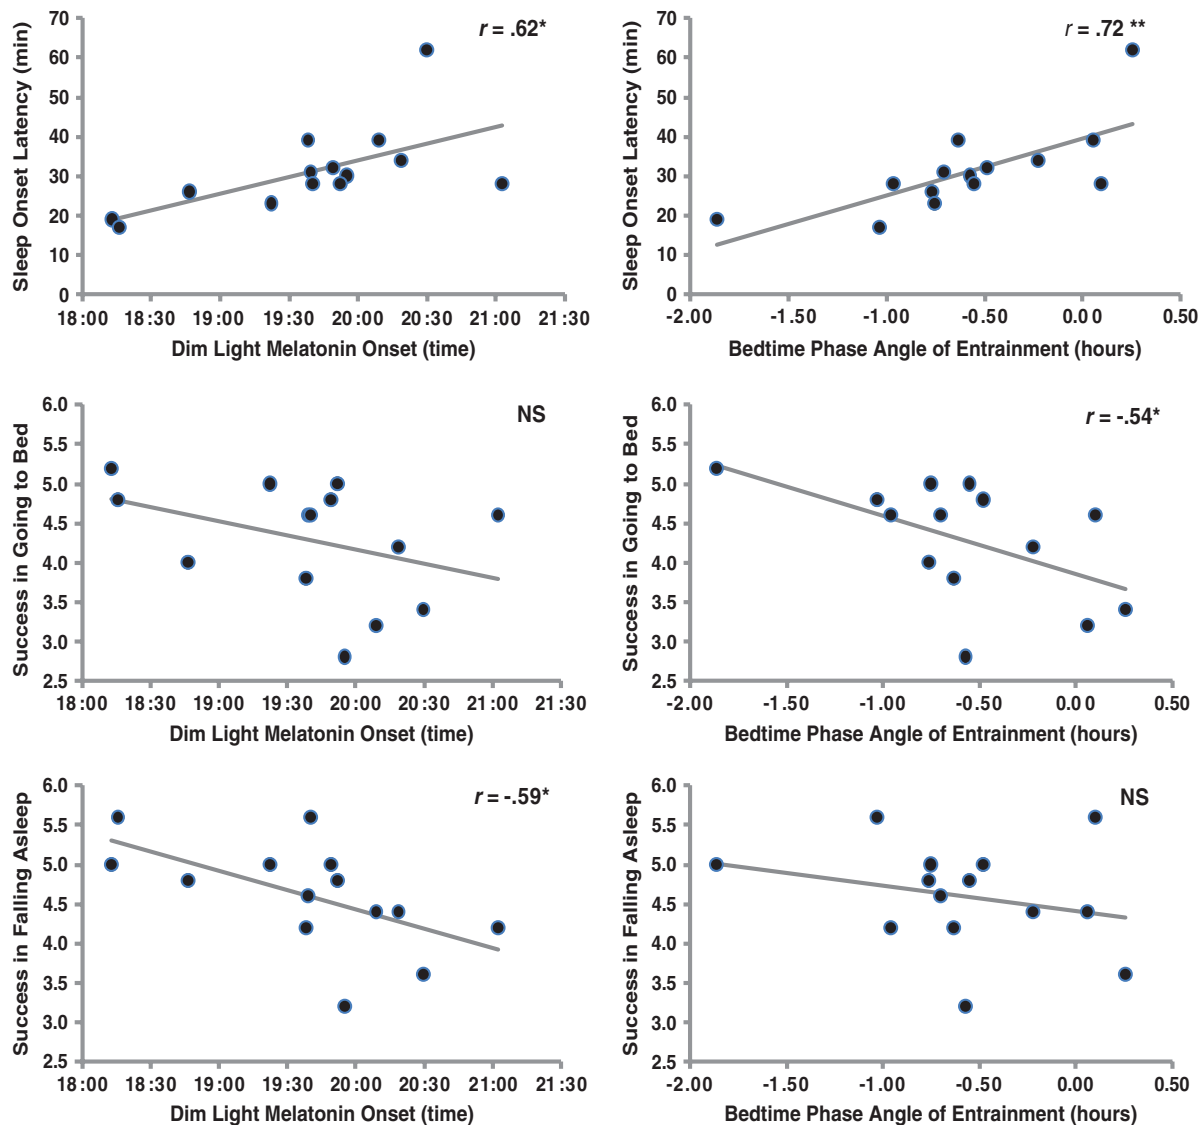 Sleep Onset Latency (min)
70
60
50
40
30
20
10
0
r = .62*
18:00 18:30 19:00 19:30 20:00 20:30 21:00 21:30
Dim Light Melatonin Onset (time)
Sleep Onset Latency (min)
70
60
50
40
30
20
10
0
r = .72 **
-2.00 -1.50 -1.00 -0.50 0.00 0.50
Bedtime Phase Angle of Entrainment (hours)
Success in Going to Bed
6.0
5.5
5.0
4.5
4.0
3.5
3.0
2.5
NS
18:00 18:30 19:00 19:30 20:00 20:30 21:00 21:30
Dim Light Melatonin Onset (time)
Success in Going to Bed
6.0
5.5
5.0
4.5
4.0
3.5
3.0
2.5
r = -.54*
-2.00 -1.50 -1.00 -0.50 0.00 0.50
Bedtime Phase Angle of Entrainment (hours)
Success in Falling Asleep
6.0
5.5
5.0
4.5
4.0
3.5
3.0
2.5
r = -.59*
18:00 18:30 19:00 19:30 20:00 20:30 21:00 21:30
Dim Light Melatonin Onset (time)
Success in Falling Asleep
6.0
5.5
5.0
4.5
4.0
3.5
3.0
2.5
NS
-2.00 -1.50 -1.00 -0.50 0.00 0.50
Bedtime Phase Angle of Entrainment (hours)